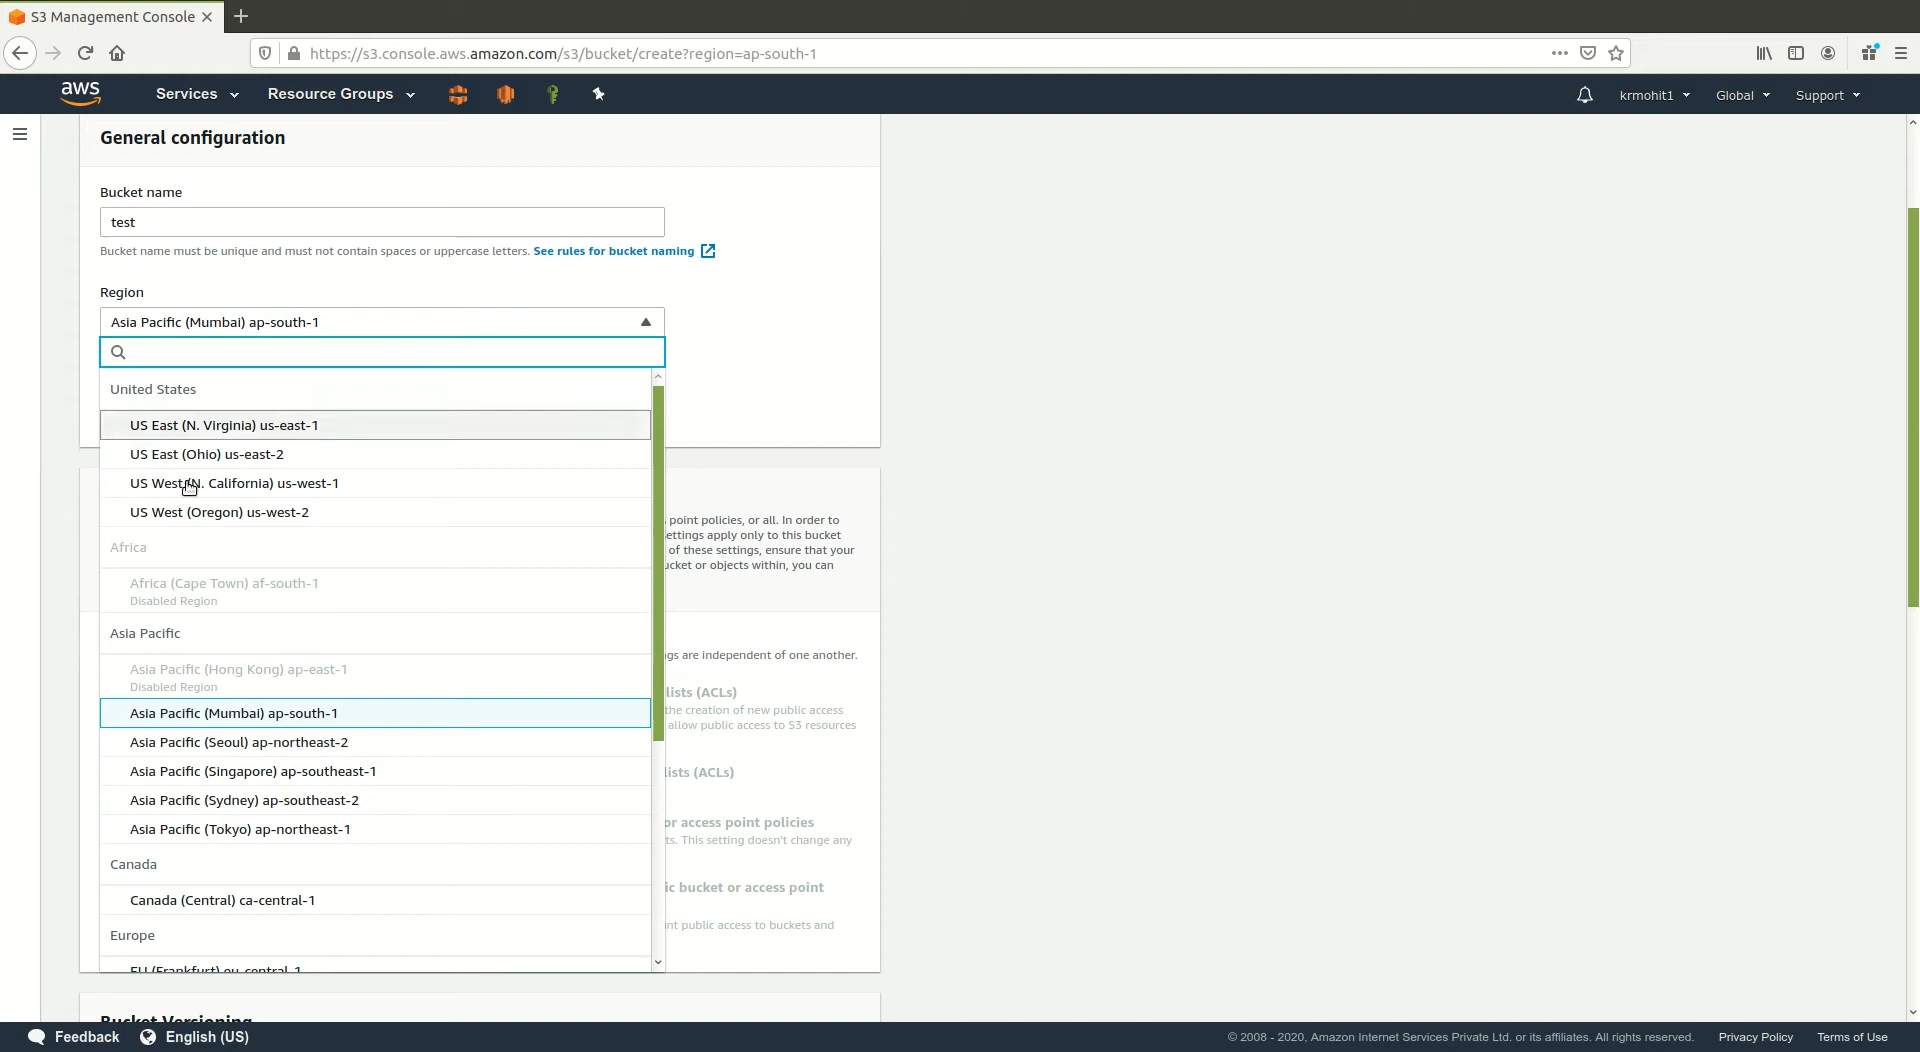 S3 Management Console
https://s3.console.aws.amazon.com/s3/bucket/create?region=ap-south-1
aws
Services
Resource Groups
krmohit1
Global
Support
General configuration
Bucket name
test
Bucket name must be unique and must not contain spaces or uppercase letters. See rules for bucket naming
Region
Asia Pacific (Mumbai) ap-south-1
United States
US East (N. Virginia) us-east-1
US East (Ohio) us-east-2
US West (N. California) us-west-1
US West (Oregon) us-west-2
point policies, or all. In order to
ettings apply only to this bucket
Africa
of these settings, ensure that your
ucket or objects within, you can
Africa (Cape Town) af-south-1
Disabled Region
Asia Pacific
gs are independent of one another.
Asia Pacific (Hong Kong) ap-east-1
Disabled Region
lists (ACLs)
the creation of new public access
allow public access to S3 resources
Asia Pacific (Mumbai) ap-south-1
Asia Pacific (Seoul) ap-northeast-2
Asia Pacific (Singapore) ap-southeast-1
lists (ACLs)
Asia Pacific (Sydney) ap-southeast-2
Asia Pacific (Tokyo) ap-northeast-1
or access point policies
ts. This setting doesn't change any
Canada
Canada (Central) ca-central-1
ic bucket or access point
nt public access to buckets and
Europe
EU (Frankfurt) eu-central-1
Bucket Versioning
Feedback
English (US)
© 2008 - 2020, Amazon Internet Services Private Ltd. or its affiliates. All rights reserved.
Privacy Policy
Terms of Use